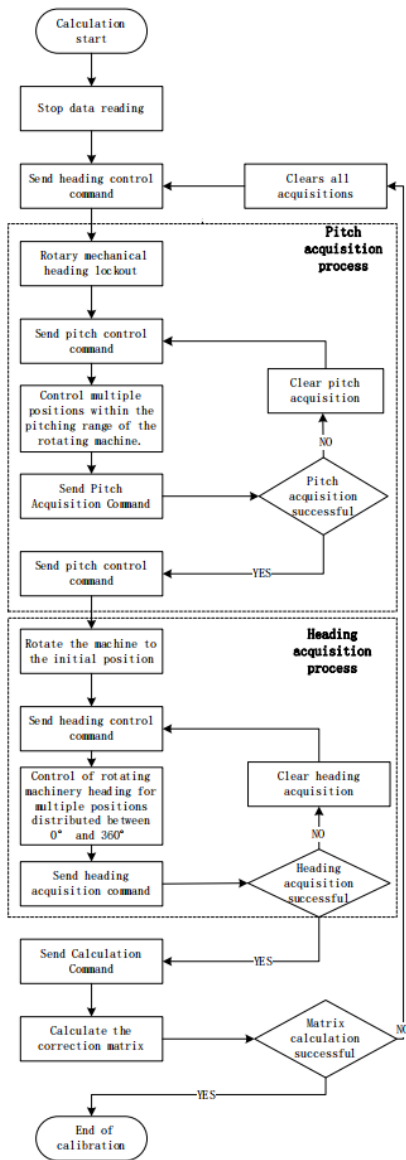 Calculation
start
Stop data reading
Send heading control
command
Clears all
acquisitions
Pitch
acquisition
process
Rotary mechanical
heading lockout
Send pitch control
command
Clear pitch
acquisition
Control multiple
positions within the
pitching range of the
rotating machine.
NO
Send Pitch
Acquisition Command
Pitch
acquisition
successful
Send pitch control
command
YES
Heading
acquisition
process
Rotate the machine to
the initial position
Send heading control
command
Clear heading
acquisition
Control of rotating
machinery heading for
multiple positions
distributed between
0° and 360°
NO
Send heading
acquisition command
Heading
acquisition
successful
Send Calculation
Command
YES
Calculate the
correction matrix
Matrix
calculation
successful
NO
YES
End of
calibration